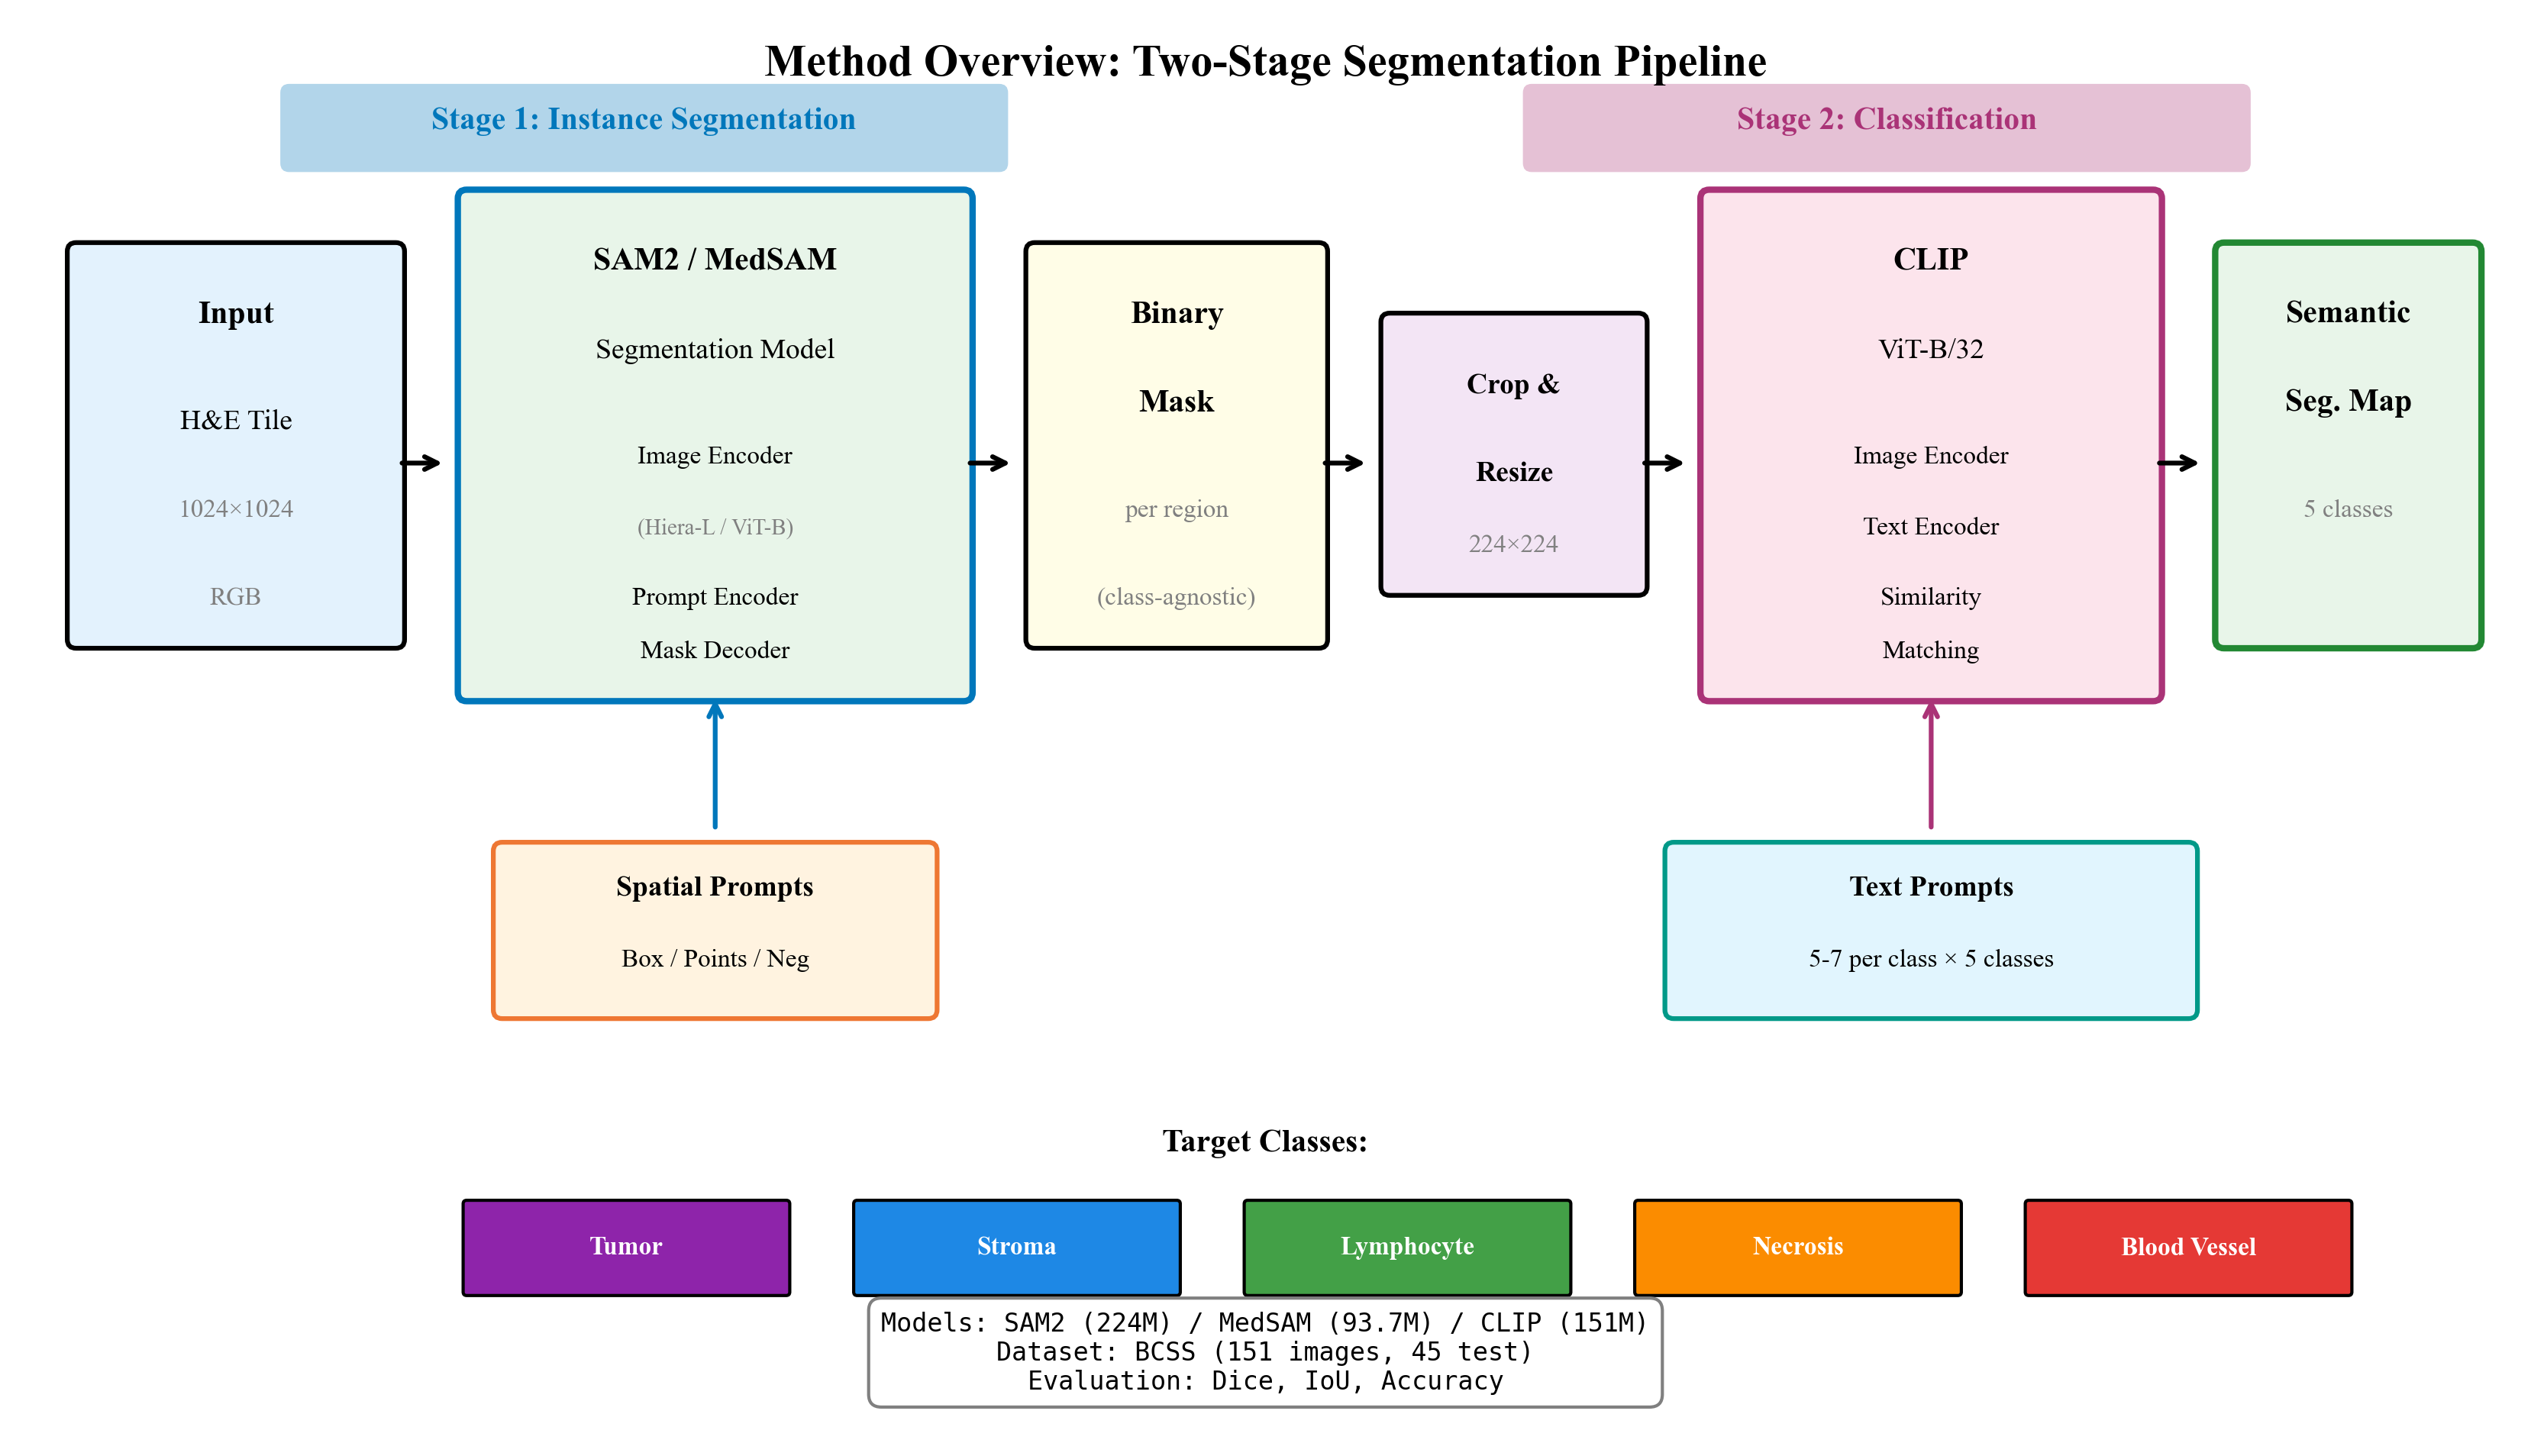 Method Overview: Two-Stage Segmentation Pipeline
Stage 1: Instance Segmentation
Stage 2: Classification
Input
H&E Tile
1024×1024
RGB
SAM2 / MedSAM
Segmentation Model
Image Encoder
(Hiera-L / ViT-B)
Prompt Encoder
Mask Decoder
Binary
Mask
per region
(class-agnostic)
Crop &
Resize
224×224
CLIP
ViT-B/32
Image Encoder
Text Encoder
Similarity
Matching
Semantic
Seg. Map
5 classes
Spatial Prompts
Box / Points / Neg
Text Prompts
5-7 per class × 5 classes
Target Classes:
Tumor
Stroma
Lymphocyte
Necrosis
Blood Vessel
Models: SAM2 (224M) / MedSAM (93.7M) / CLIP (151M)
Dataset: BCSS (151 images, 45 test)
Evaluation: Dice, IoU, Accuracy